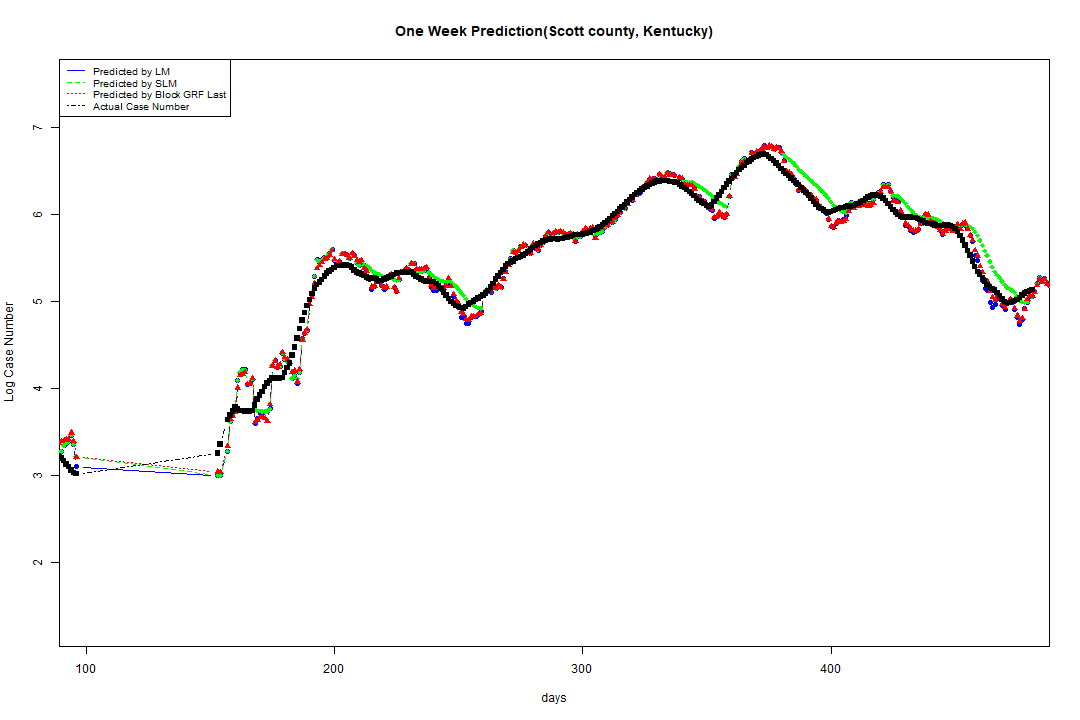 One Week Prediction(Scott county, Kentucky)
Predicted by LM
Predicted by SLM
Predicted by Block GRF Last
Actual Case Number
7
6
5
4
3
2
Log Case Number
100 200 300 400
days